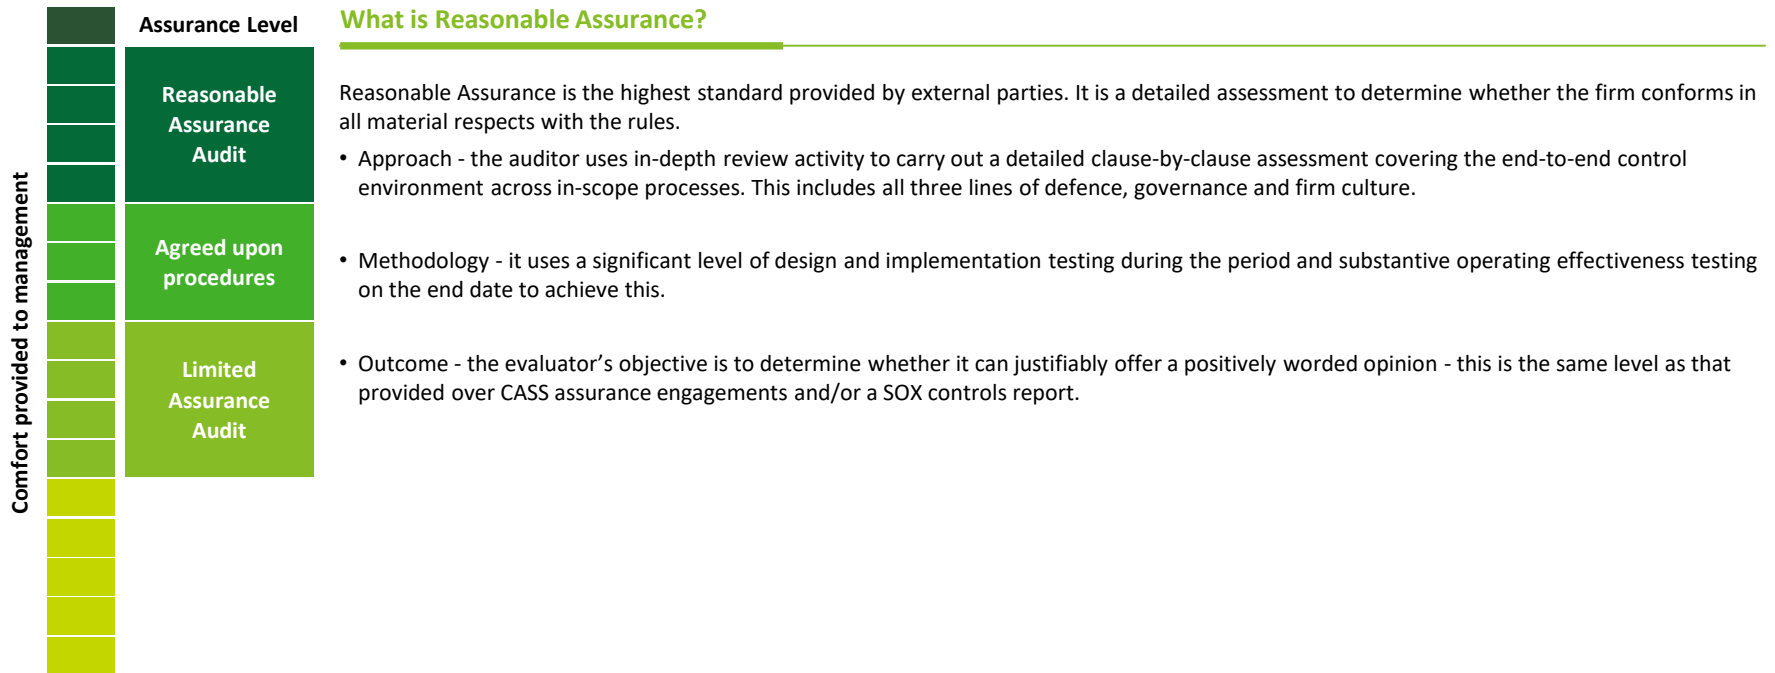 Comfort provided to management
Assurance Level
Reasonable
Assurance
Audit
Agreed upon
procedures
Limited
Assurance
Audit
What is Reasonable Assurance?
Reasonable Assurance is the highest standard provided by external parties. It is a detailed assessment to determine whether the firm conforms in
all material respects with the rules.
• Approach - the auditor uses in-depth review activity to carry out a detailed clause-by-clause assessment covering the end-to-end control
environment across in-scope processes. This includes all three lines of defence, governance and firm culture.
• Methodology - it uses a significant level of design and implementation testing during the period and substantive operating effectiveness testing
on the end date to achieve this.
• Outcome - the evaluator’s objective is to determine whether it can justifiably offer a positively worded opinion - this is the same level as that
provided over CASS assurance engagements and/or a SOX controls report.